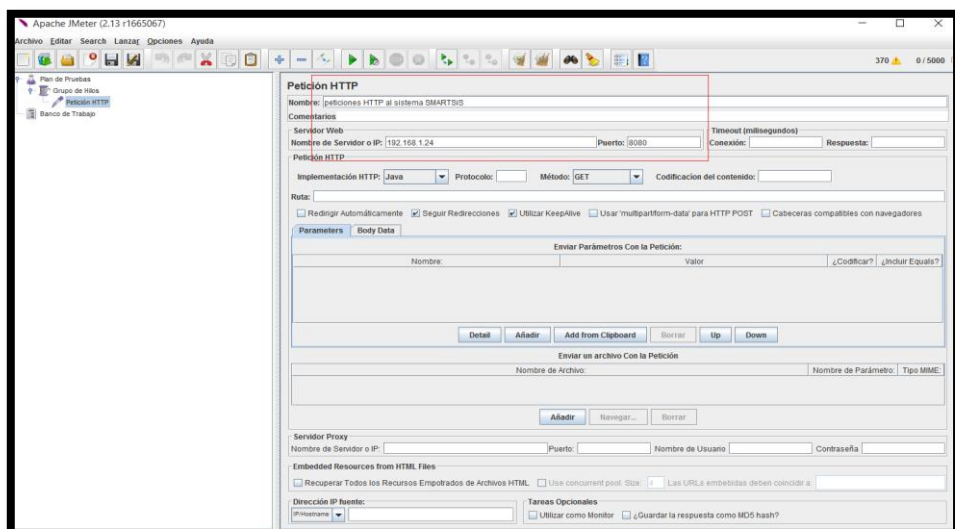 Apache JMeter (2.13 r1665067)
Archivo Editar Search Lanzar Opciones Ayuda
370 0 / 5000
Plan de Pruebas
Grupo de Hilos
Petición HTTP
Banco de Trabajo
Petición HTTP
Nombre: peticiones HTTP al sistema SMARTSIS
Comentarios
Servidor Web
Nombre de Servidor o IP: 192.168.1.24 Puerto: 8080
Timeout (milisegundos)
Conexión: Respuesta:
Petición HTTP
Implementación HTTP: Java Protocolo: Método: GET Codificacion del contenido:
Ruta:
Redirigir Automáticamente Seguir Redirecciones Utilizar KeepAlive Usar 'multipart/form-data' para HTTP POST Cabeceras compatibles con navegadores
Parameters Body Data
Enviar Parámetros Con la Petición:
Nombre: Valor ¿Codificar? ¿Incluir Equals?
Detail Añadir Add from Clipboard Borrar Up Down
Enviar un archivo Con la Petición
Nombre de Archivo: Nombre de Parámetro: Tipo MIME:
Añadir Navegar... Borrar
Servidor Proxy
Nombre de Servidor o IP: Puerto: Nombre de Usuario Contraseña
Embedded Resources from HTML Files
Recuperar Todos los Recursos Empotrados de Archivos HTML Use concurrent pool. Size: 4 Las URLs embebidas deben coincidir a:
Dirección IP fuente:
IP/Hostname
Tareas Opcionales
Utilizar como Monitor ¿Guardar la respuesta como MD5 hash?